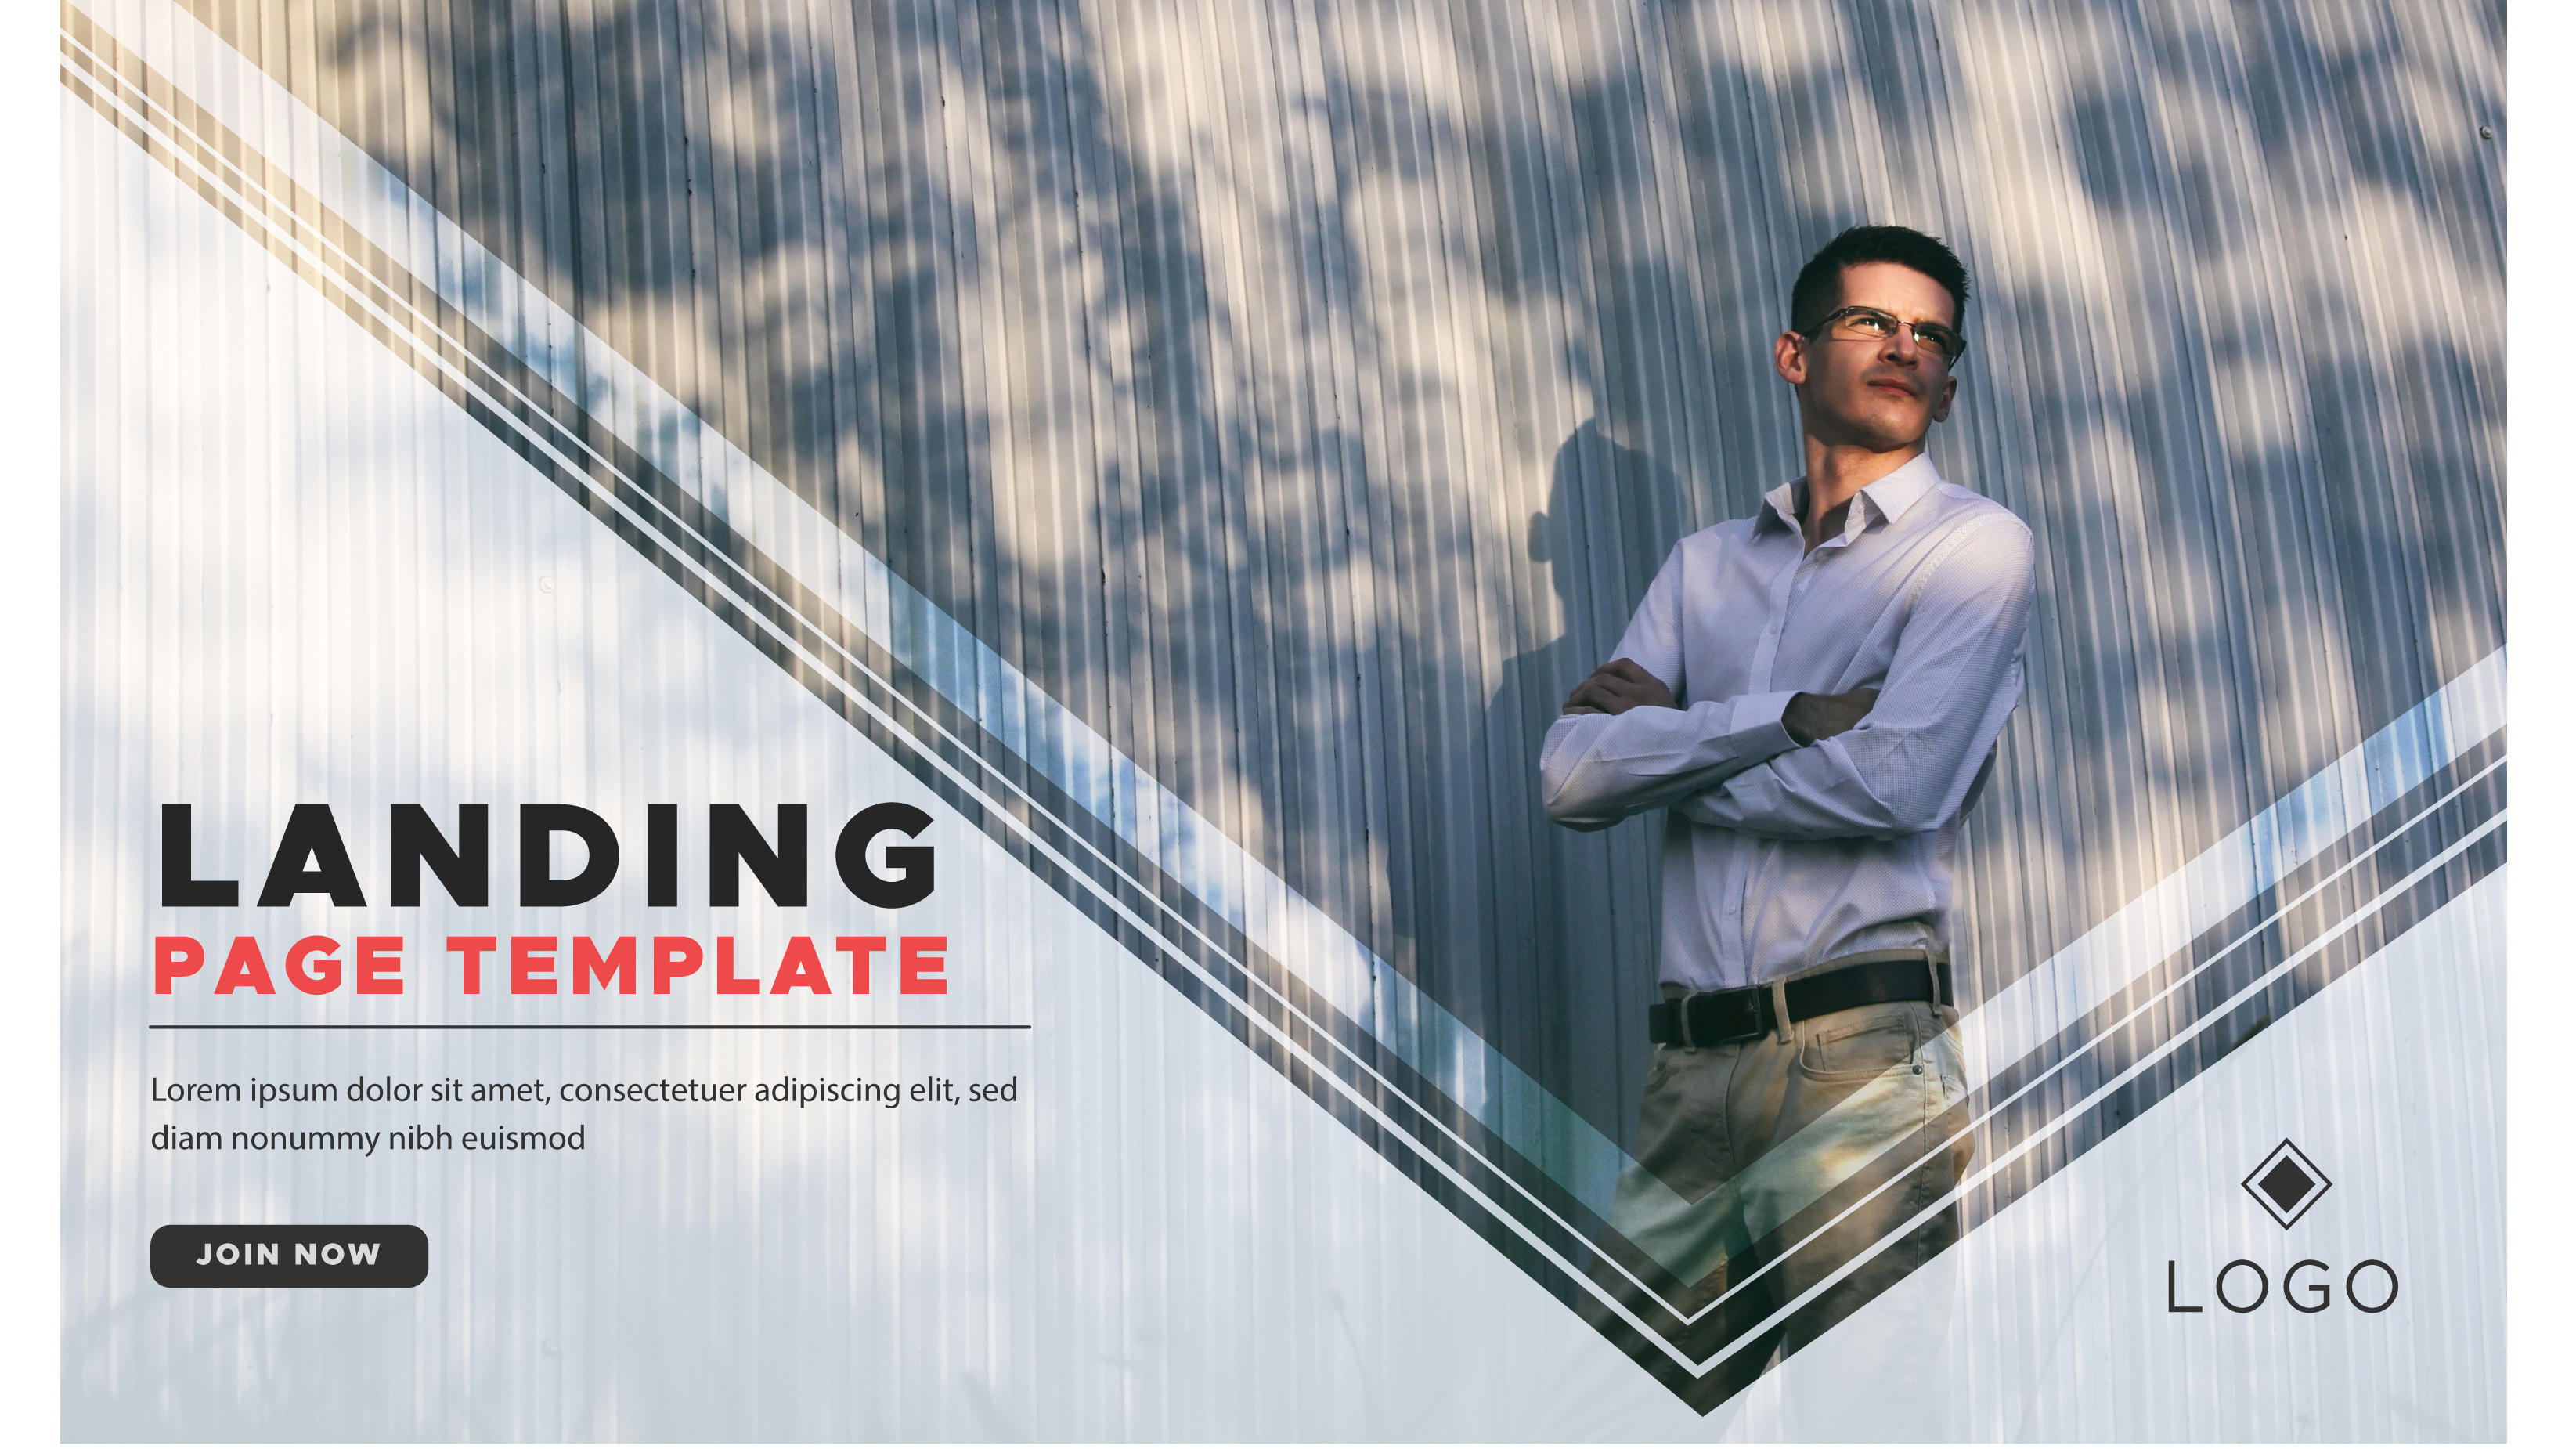 LANDING
PAGE TEMPLATE
Lorem ipsum dolor sit amet, consectetuer adipiscing elit, sed
diam nonummy nibh euismod
JOIN NOW
LOGO